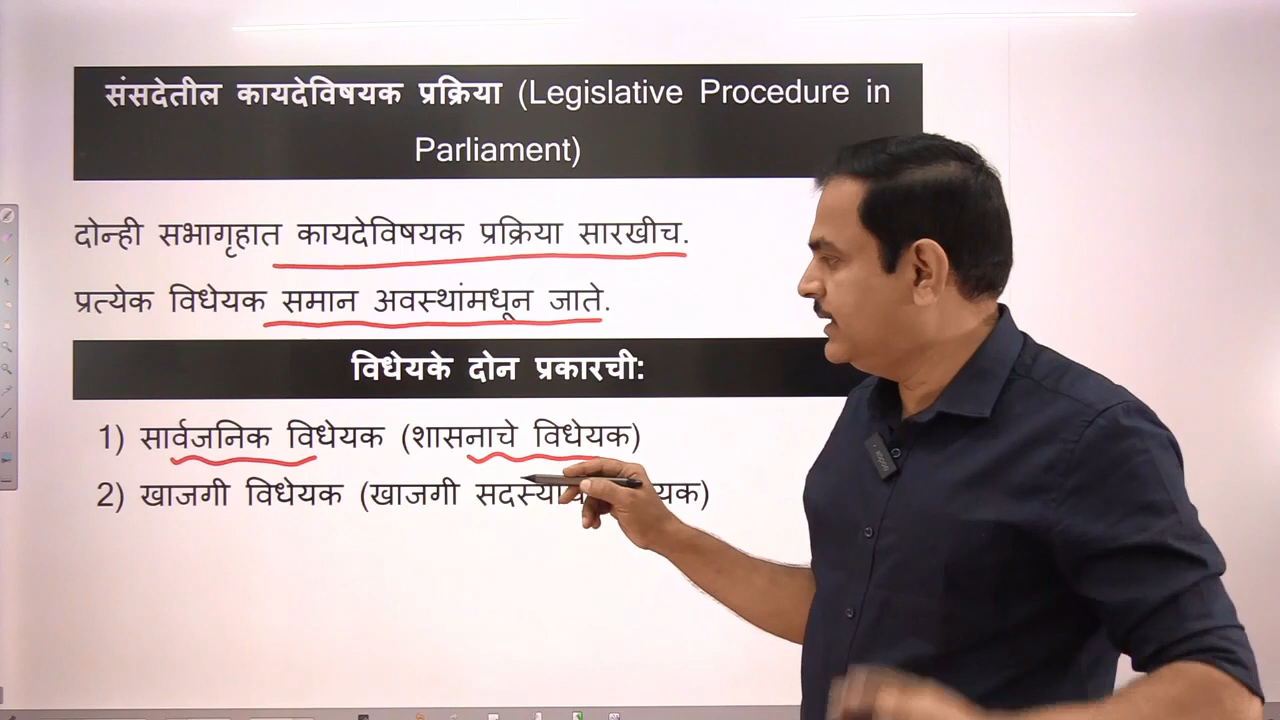 संसदेतील कायदेविषयक प्रक्रिया (Legislative Procedure in
Parliament)
दोन्ही सभागृहात कायदेविषयक प्रक्रिया सारखीच.
प्रत्येक विधेयक समान अवस्थांमधून जाते.
विधेयके दोन प्रकारची:
1) सार्वजनिक विधेयक (शासनाचे विधेयक)
2) खाजगी विधेयक (खाजगी